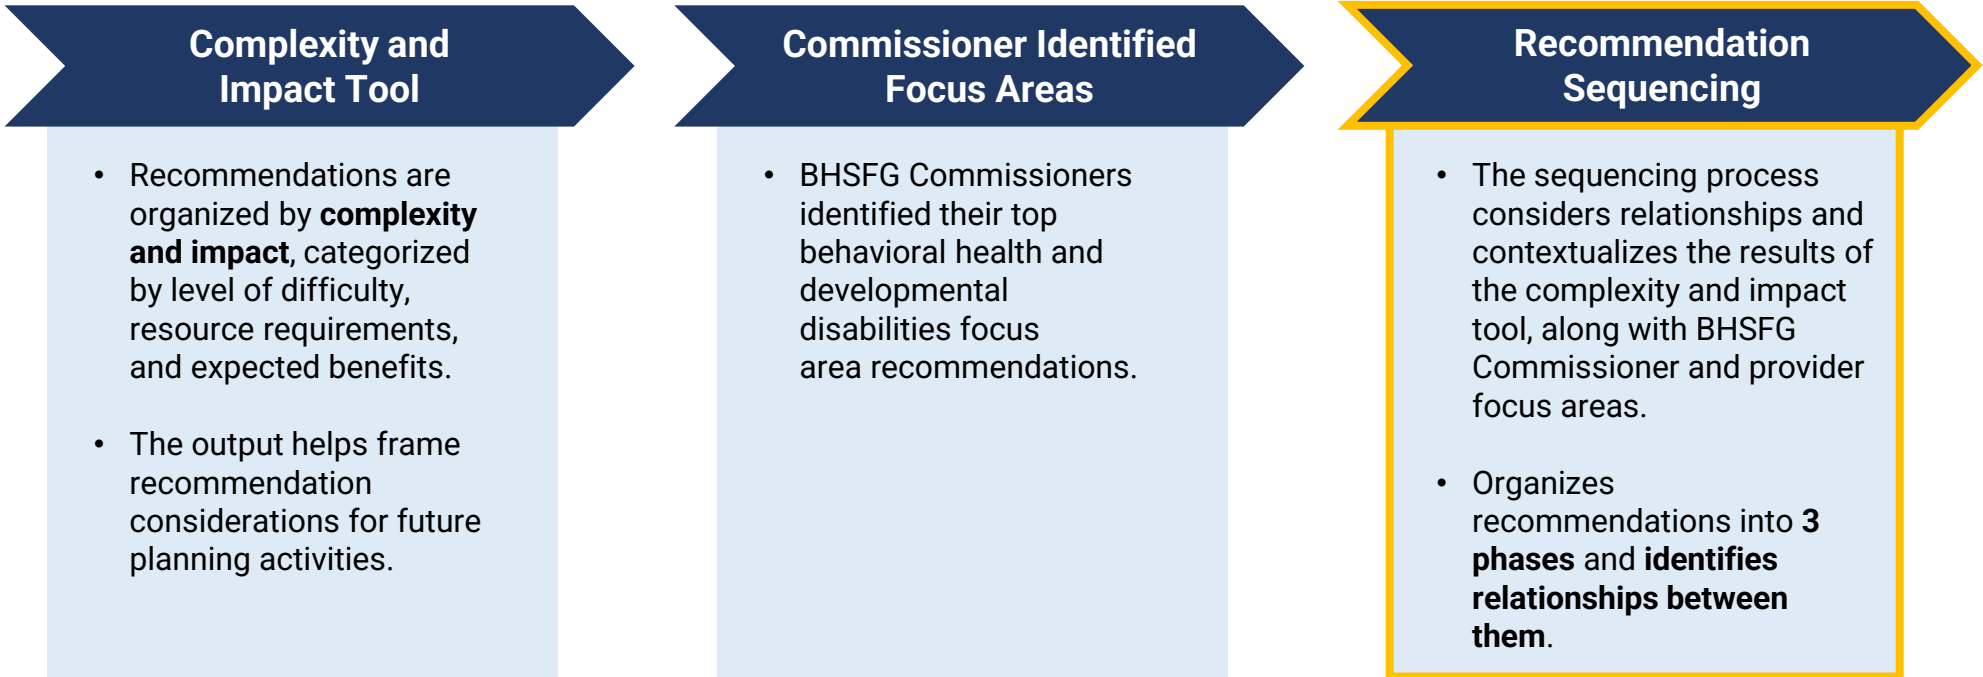 Complexity and
Impact Tool
• Recommendations are
organized by complexity
and impact, categorized
by level of difficulty,
resource requirements,
and expected benefits.
• The output helps frame
recommendation
considerations for future
planning activities.
Commissioner Identified
Focus Areas
• BHSFG Commissioners
identified their top
behavioral health and
developmental
disabilities focus
area recommendations.
Recommendation
Sequencing
• The sequencing process
considers relationships and
contextualizes the results of
the complexity and impact
tool, along with BHSFG
Commissioner and provider
focus areas.
• Organizes
recommendations into 3
phases and identifies
relationships between
them.